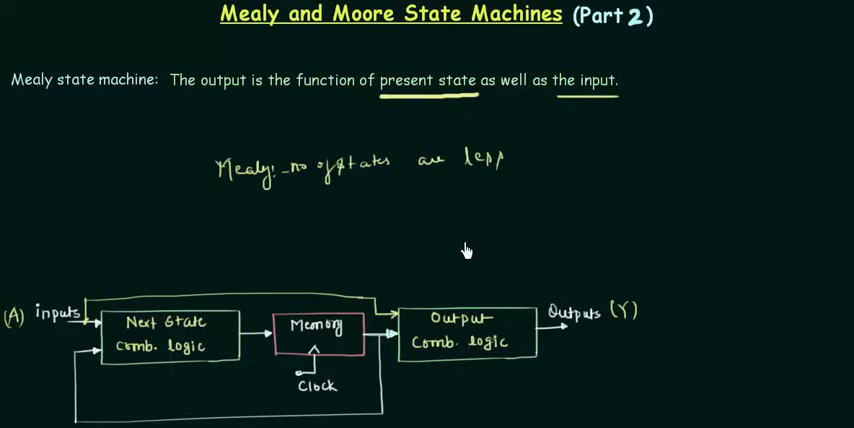 Mealy and Moore State Machines (Part 2)
Mealy state machine: The output is the function of present state as well as the input.
Mealy:- no of states are less
(A) inputs
Next State
Comb. logic
Memory
Clock
Output
Comb. logic
Outputs (Y)